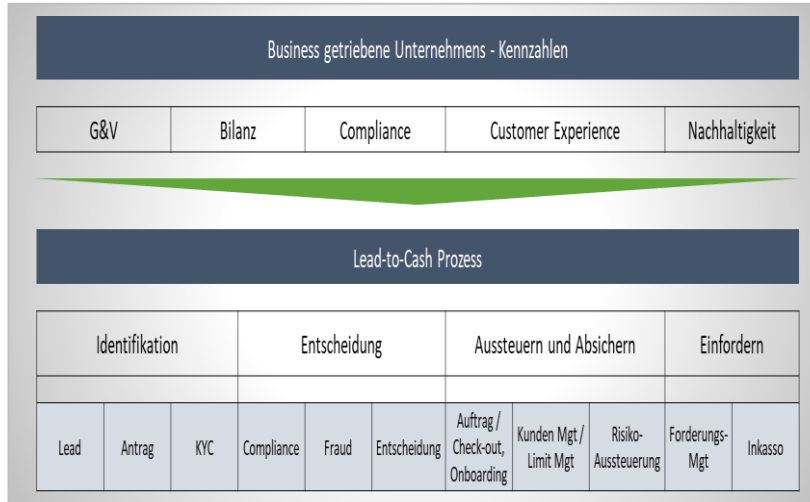 Business getriebene Unternehmens - Kennzahlen
G&V
Bilanz
Compliance
Customer Experience
Nachhaltigkeit
Lead-to-Cash Prozess
Identifikation
Entscheidung
Aussteuern und Absichern
Einfordern
Lead
Antrag
KYC
Compliance
Fraud
Entscheidung
Auftrag /
Check-out,
Onboarding
Kunden Mgt /
Limit Mgt
Risiko-
Aussteuerung
Forderungs-
Mgt
Inkasso